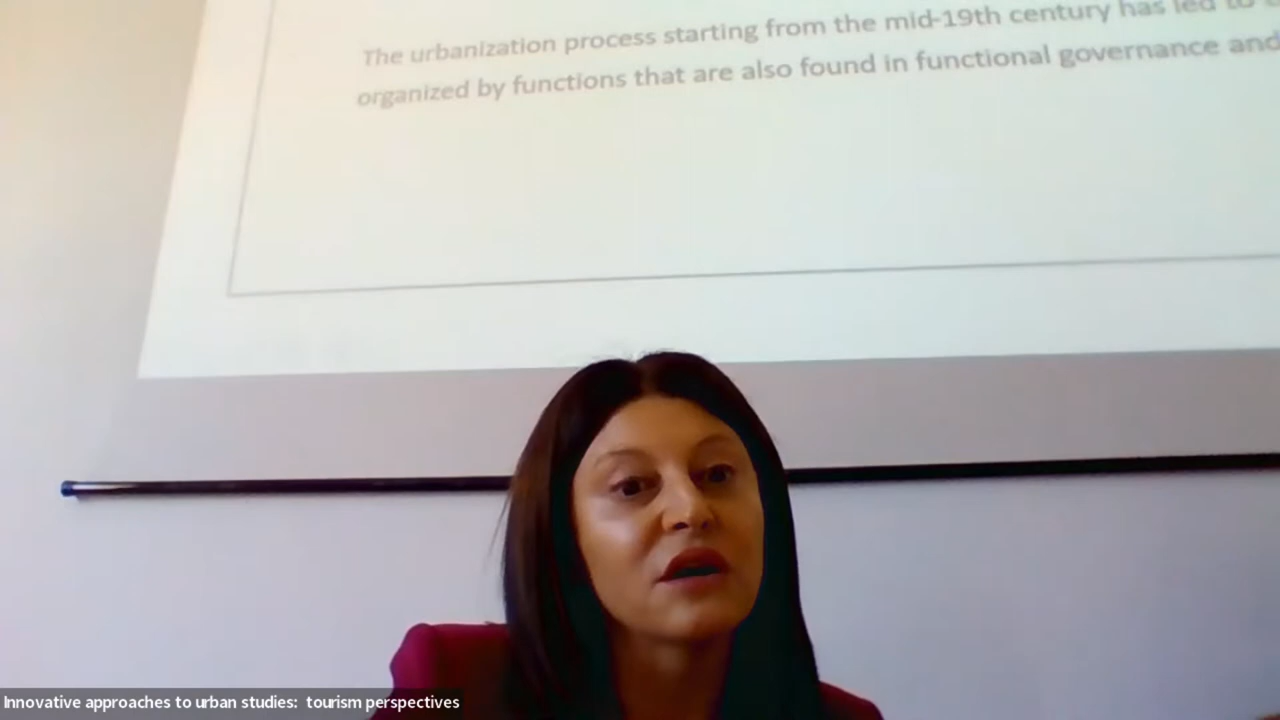 The urbanization process starting from the mid-19th century has led to
organized by functions that are also found in functional governance and
Innovative approaches to urban studies: tourism perspectives